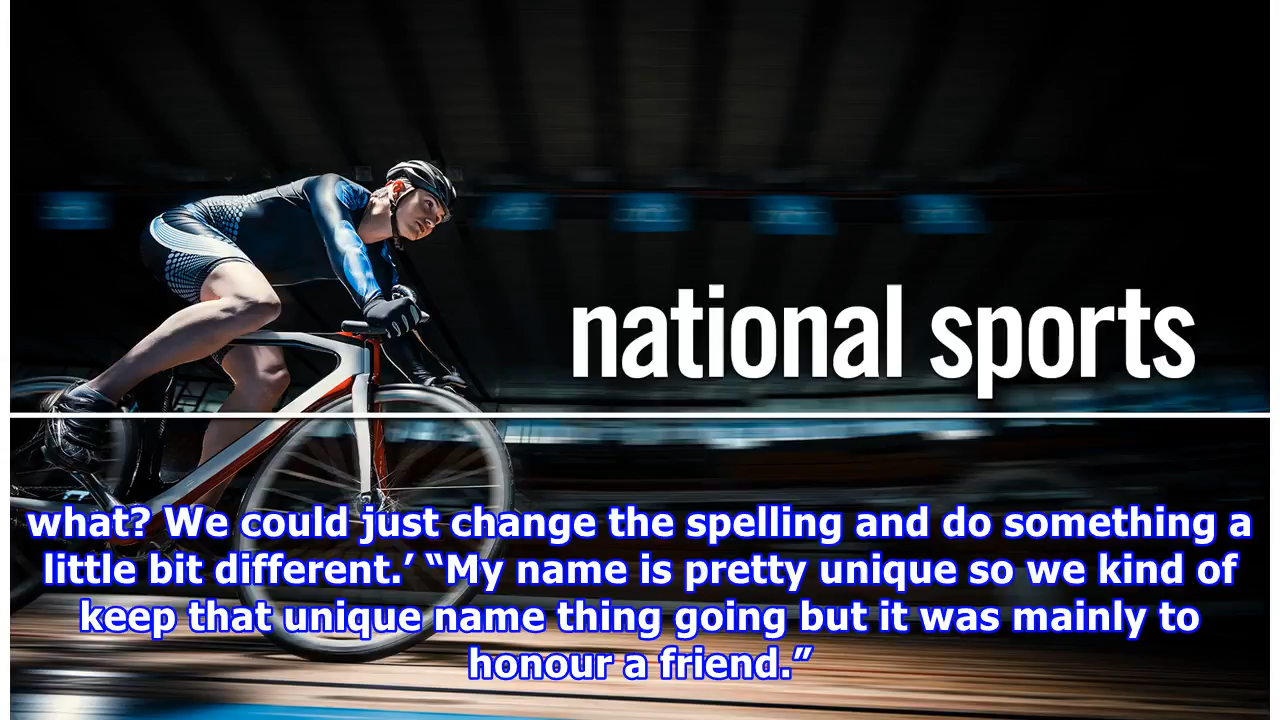 national sports
what? We could just change the spelling and do something a
little bit different.’ “My name is pretty unique so we kind of
keep that unique name thing going but it was mainly to
honour a friend.”